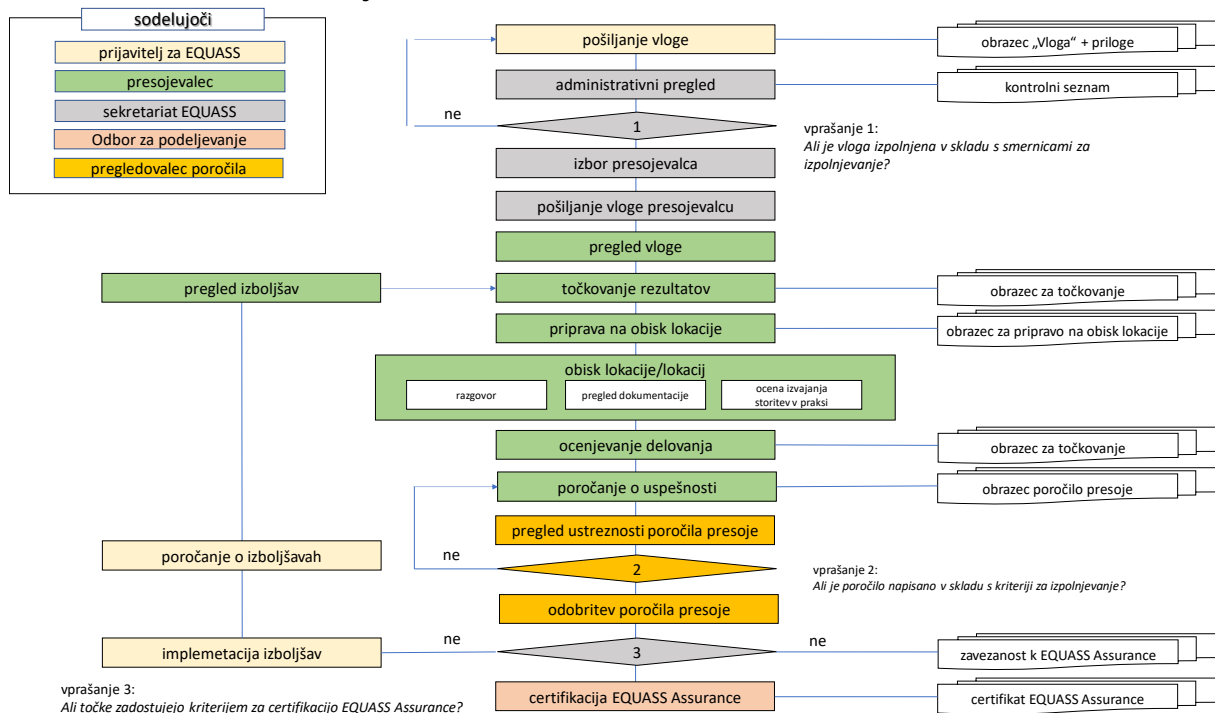 sodelujoči
prijavitelj za EQUASS
presojevalec
sekretariat EQUASS
Odbor za podeljevanje
pregledovalec poročila
pošiljanje vloge
obrazec „Vloga“ + priloge
administrativni pregled
kontrolni seznam
ne
1
vprašanje 1:
Ali je vloga izpolnjena v skladu s smernicami za
izpolnjevanje?
izbor presojevalca
pošiljanje vloge presojevalcu
pregled vloge
pregled izboljšav
točkovanje rezultatov
obrazec za točkovanje
priprava na obisk lokacije
obrazec za pripravo na obisk lokacije
obisk lokacije/lokacij
razgovor
pregled dokumentacije
ocena izvajanja
storitev v praksi
ocenjevanje delovanja
obrazec za točkovanje
poročanje o uspešnosti
obrazec poročilo presoje
pregled ustreznosti poročila presoje
poročanje o izboljšavah
ne
2
vprašanje 2:
Ali je poročilo napisano v skladu s kriteriji za izpolnjevanje?
odobritev poročila presoje
implemetacija izboljšav
ne
3
ne
zavezanost k EQUASS Assurance
vprašanje 3:
Ali točke zadostujejo kriterijem za certifikacijo EQUASS Assurance?
certifikacija EQUASS Assurance
certifikat EQUASS Assurance